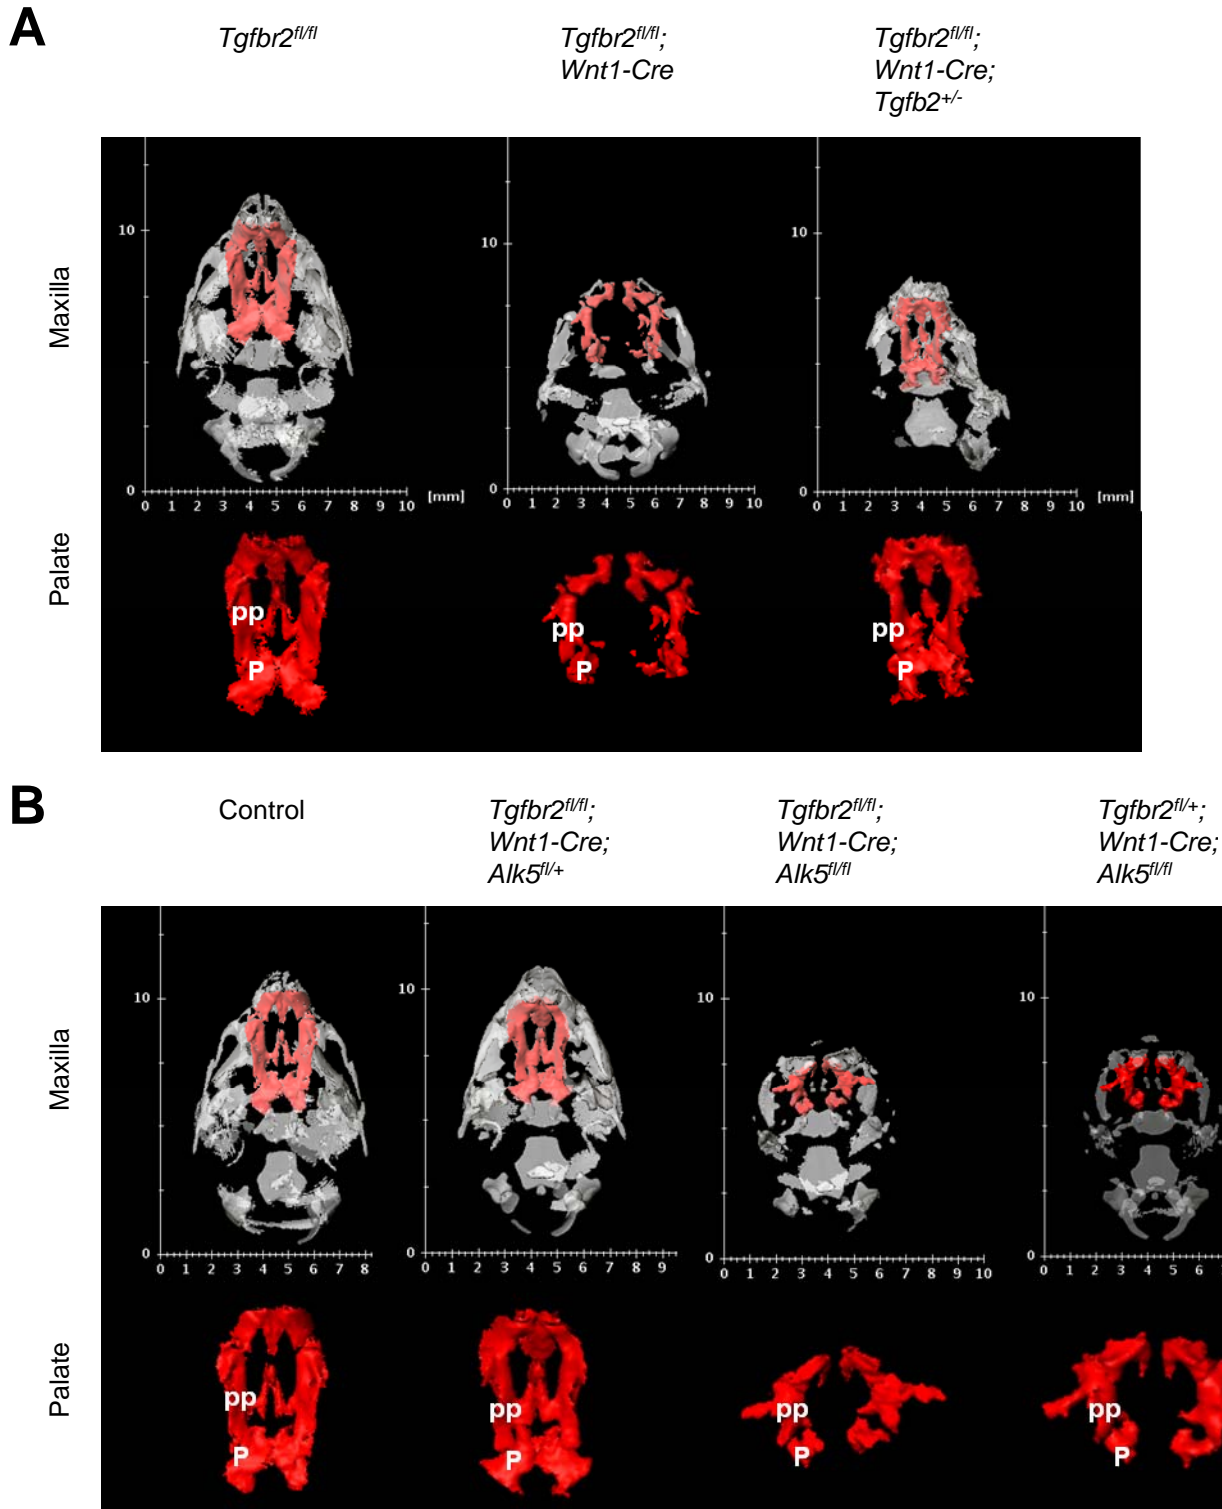 A
Tgfbr2fl/fl
Tgfbr2fl/fl;
Wnt1-Cre
Tgfbr2fl/fl;
Wnt1-Cre;
Tgfb2+/-
Maxilla
10
0
0 1 2 3 4 5 6 7 8 9 10
[mm]
10
0
0 1 2 3 4 5 6 7 8 9 10
10
0
0 1 2 3 4 5 6 7 8 9 10
[mm]
Palate
pp
P
pp
P
pp
P
B
Control
Tgfbr2fl/fl;
Wnt1-Cre;
Alk5fl/+
Tgfbr2fl/fl;
Wnt1-Cre;
Alk5fl/fl
Tgfbr2fl/+;
Wnt1-Cre;
Alk5fl/fl
Maxilla
10
0
0 1 2 3 4 5 6 7 8
10
0
0 1 2 3 4 5 6 7 8 9
10
0
0 1 2 3 4 5 6 7 8 9 10
10
0
0 1 2 3 4 5 6
Palate
pp
P
pp
P
pp
P
pp
P